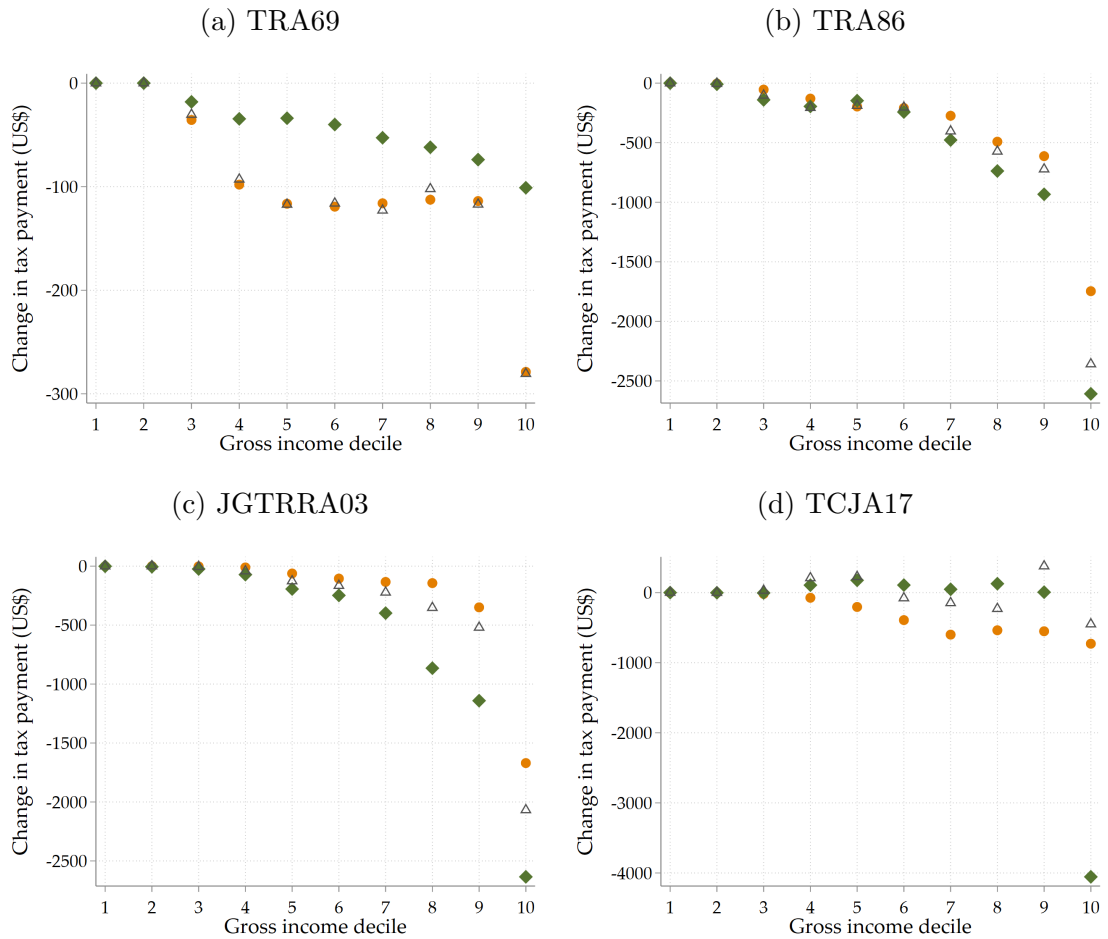 (a) TRA69
Change in tax payment (US$)
0
-100
-200
-300
1 2 3 4 5 6 7 8 9 10
Gross income decile
(b) TRA86
Change in tax payment (US$)
0
-500
-1000
-1500
-2000
-2500
1 2 3 4 5 6 7 8 9 10
Gross income decile
(c) JGTRRA03
Change in tax payment (US$)
0
-500
-1000
-1500
-2000
-2500
1 2 3 4 5 6 7 8 9 10
Gross income decile
(d) TCJA17
Change in tax payment (US$)
0
-1000
-2000
-3000
-4000
1 2 3 4 5 6 7 8 9 10
Gross income decile